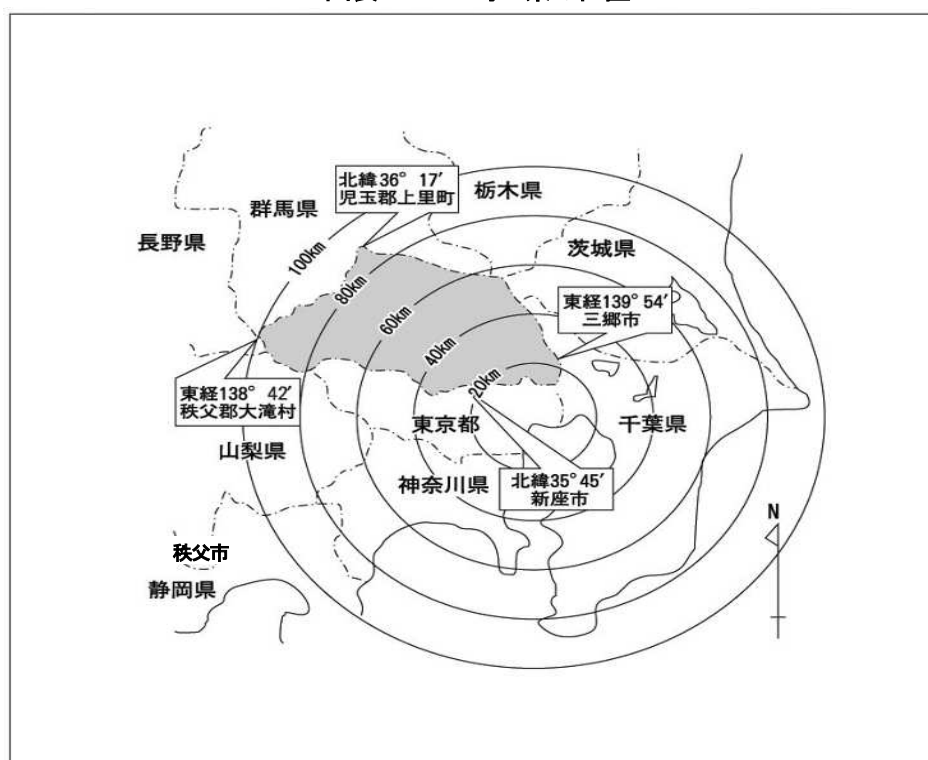 北緯36° 17′
児玉郡上里町
栃木県
群馬県
長野県
茨城県
100km
80km
60km
40km
20km
東経139° 54′
三郷市
東経138° 42′
秩父郡大滝村
東京都
千葉県
山梨県
神奈川県
北緯35° 45′
新座市
N
秩父市
静岡県